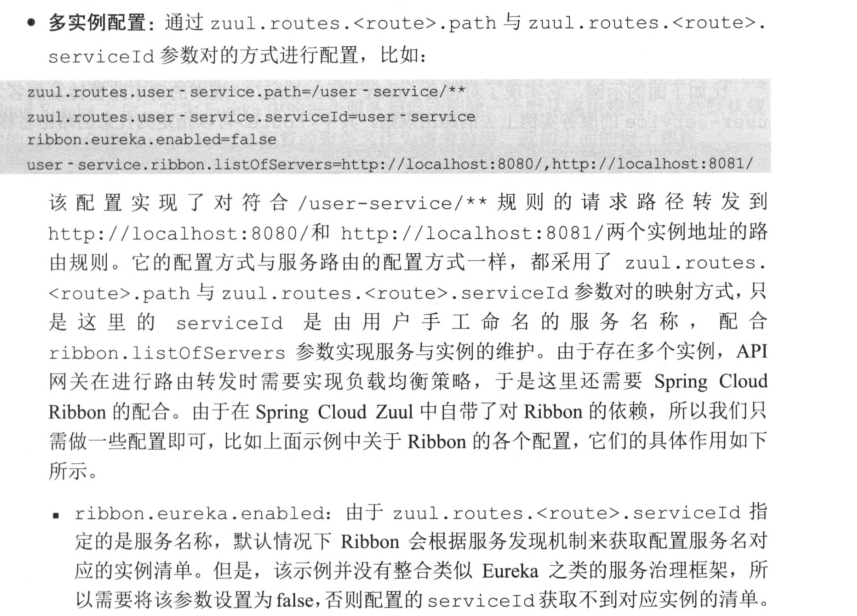 • 多实例配置：通过 zuul.routes.<route>.path 与 zuul.routes.<route>.
serviceId 参数对的方式进行配置，比如：
zuul.routes.user-service.path=/user-service/**
zuul.routes.user-service.serviceId=user-service
ribbon.eureka.enabled=false
user-service.ribbon.listOfServers=http://localhost:8080/,http://localhost:8081/
该配置实现了对符合 /user-service/** 规则的请求路径转发到
http://localhost:8080/和 http://localhost:8081/两个实例地址的路
由规则。它的配置方式与服务路由的配置方式一样，都采用了 zuul.routes.
<route>.path 与 zuul.routes.<route>.serviceId 参数对的映射方式，只
是这里的 serviceId 是由用户手工命名的服务名称，配合
ribbon.listOfServers 参数实现服务与实例的维护。由于存在多个实例，API
网关在进行路由转发时需要实现负载均衡策略，于是这里还需要 Spring Cloud
Ribbon 的配合。由于在 Spring Cloud Zuul 中自带了对 Ribbon 的依赖，所以我们只
需做一些配置即可，比如上面示例中关于 Ribbon 的各个配置，它们的具体作用如下
所示。
▪ ribbon.eureka.enabled：由于 zuul.routes.<route>.serviceId 指
定的是服务名称，默认情况下 Ribbon 会根据服务发现机制来获取配置服务名对
应的实例清单。但是，该示例并没有整合类似 Eureka 之类的服务治理框架，所
以需要将该参数设置为 false，否则配置的 serviceId 获取不到对应实例的清单。